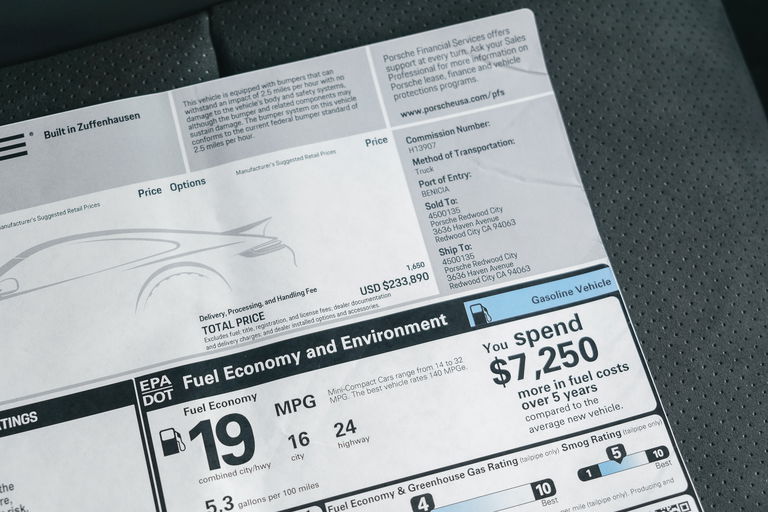 Built in Zuffenhausen
This vehicle is equipped with bumpers that can
withstand an impact of 2.5 miles per hour with no
damage to the vehicle's body and safety systems,
although the bumper and related components may
sustain damage. The bumper system on this vehicle
conforms to the current federal bumper standard of
2.5 miles per hour.
Porsche Financial Services offers
support at every turn. Ask your Sales
Professional for more information on
Porsche lease, finance and vehicle
protections programs.
www.porscheusa.com/pfs
Manufacturer's Suggested Retail Prices
Price Options
Manufacturer's Suggested Retail Prices
Price
Commission Number:
H13907
Method of Transportation:
Truck
Port of Entry:
BENICIA
Sold To:
4500135
Porsche Redwood City
3636 Haven Avenue
Redwood City CA 94063
Ship To:
4500135
Porsche Redwood City
3636 Haven Avenue
Redwood City CA 94063
Delivery, Processing, and Handling Fee 1,650
TOTAL PRICE USD $233,890
Excludes fuel, title, registration, and license fees; dealer documentation
and delivery charges; and dealer installed options and accessories.
EPA
DOT
Fuel Economy and Environment
Gasoline Vehicle
Fuel Economy
19
combined city/hwy
MPG
16
city
24
highway
Mini-Compact Cars range from 14 to 32
MPG. The best vehicle rates 140 MPGe.
You spend
$7,250
more in fuel costs
over 5 years
compared to the
average new vehicle.
5.3 gallons per 100 miles
TINGS
the
re,
risk.
Fuel Economy & Greenhouse Gas Rating (tailpipe only)
4
10
Best
Smog Rating (tailpipe only)
1
5
10
Best
per mile (tailpipe only). Producing and